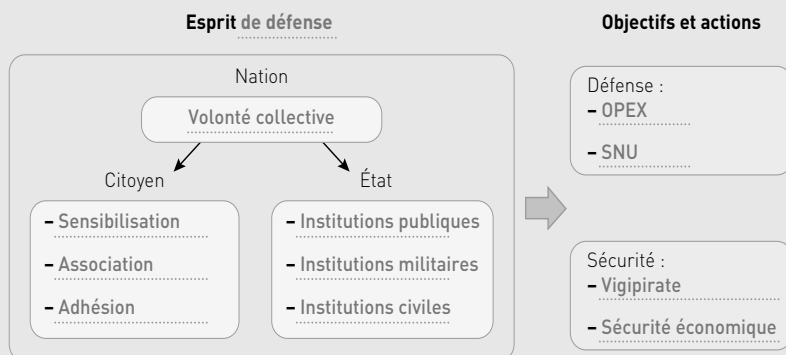 Esprit de défense
Nation
Volonté collective
Citoyen
– Sensibilisation
– Association
– Adhésion
État
– Institutions publiques
– Institutions militaires
– Institutions civiles
Objectifs et actions
Défense :
– OPEX
– SNU
Sécurité :
– Vigipirate
– Sécurité économique